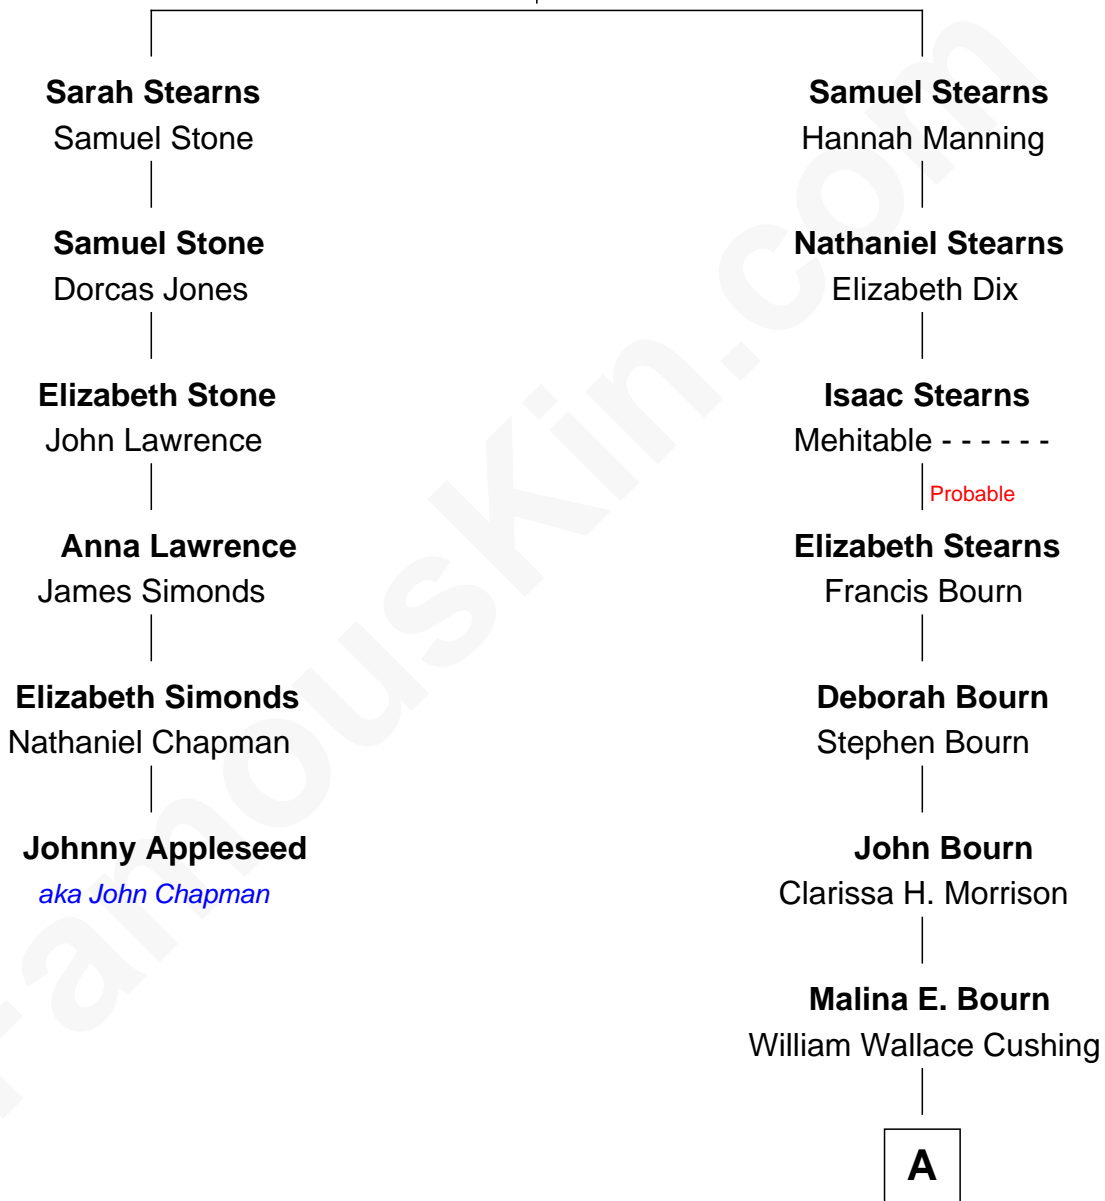 Sarah Stearns
Samuel Stone
Samuel Stone
Dorcas Jones
Elizabeth Stone
John Lawrence
Anna Lawrence
James Simonds
Elizabeth Simonds
Nathaniel Chapman
Johnny Appleseed
aka John Chapman
Samuel Stearns
Hannah Manning
Nathaniel Stearns
Elizabeth Dix
Isaac Stearns
Mehitable - - - - - -
Probable
Elizabeth Stearns
Francis Bourn
Deborah Bourn
Stephen Bourn
John Bourn
Clarissa H. Morrison
Malina E. Bourn
William Wallace Cushing
A
FamousKin.com